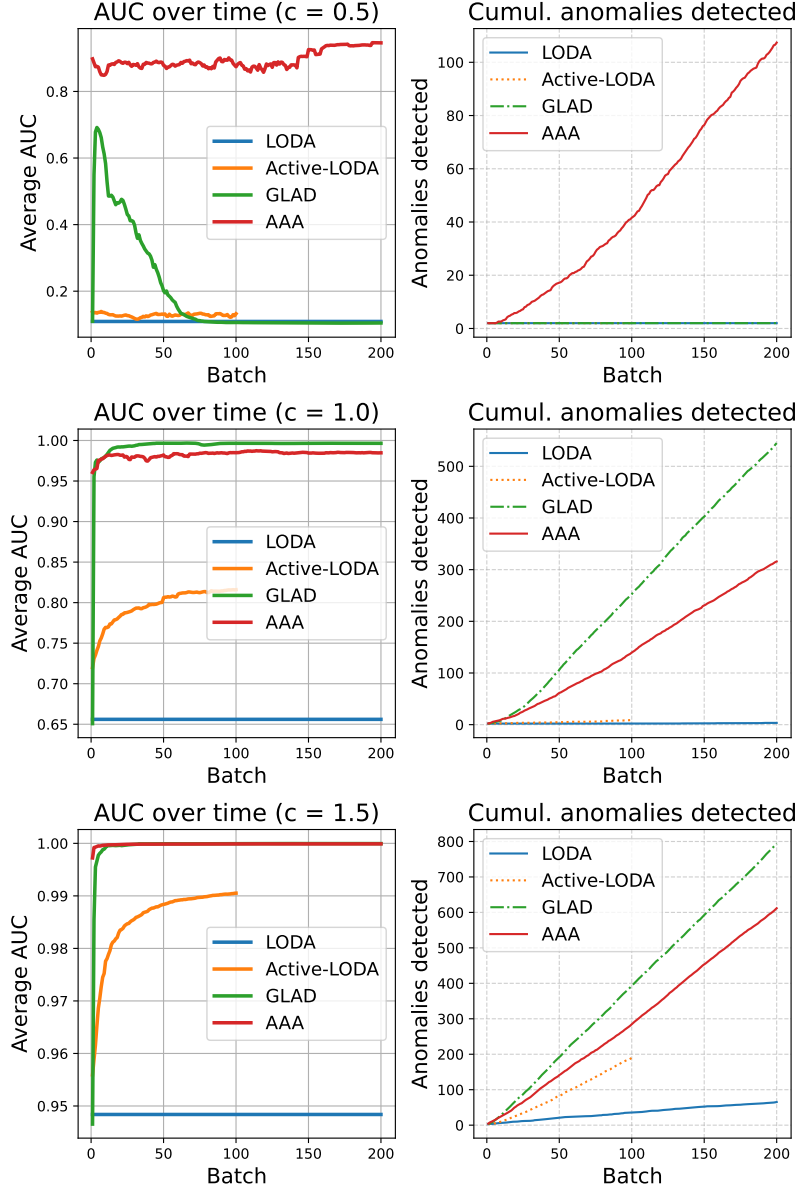 AUC over time (c = 0.5)
Average AUC
0.8
0.6
0.4
0.2
LODA
Active-LODA
GLAD
AAA
0 50 100 150 200
Batch
Cumul. anomalies detected
Anomalies detected
100
80
60
40
20
0
LODA
Active-LODA
GLAD
AAA
0 50 100 150 200
Batch
AUC over time (c = 1.0)
Average AUC
1.00
0.95
0.90
0.85
0.80
0.75
0.70
0.65
LODA
Active-LODA
GLAD
AAA
0 50 100 150 200
Batch
Cumul. anomalies detected
Anomalies detected
500
400
300
200
100
0
LODA
Active-LODA
GLAD
AAA
0 50 100 150 200
Batch
AUC over time (c = 1.5)
Average AUC
1.00
0.99
0.98
0.97
0.96
0.95
LODA
Active-LODA
GLAD
AAA
0 50 100 150 200
Batch
Cumul. anomalies detected
Anomalies detected
800
700
600
500
400
300
200
100
0
LODA
Active-LODA
GLAD
AAA
0 50 100 150 200
Batch